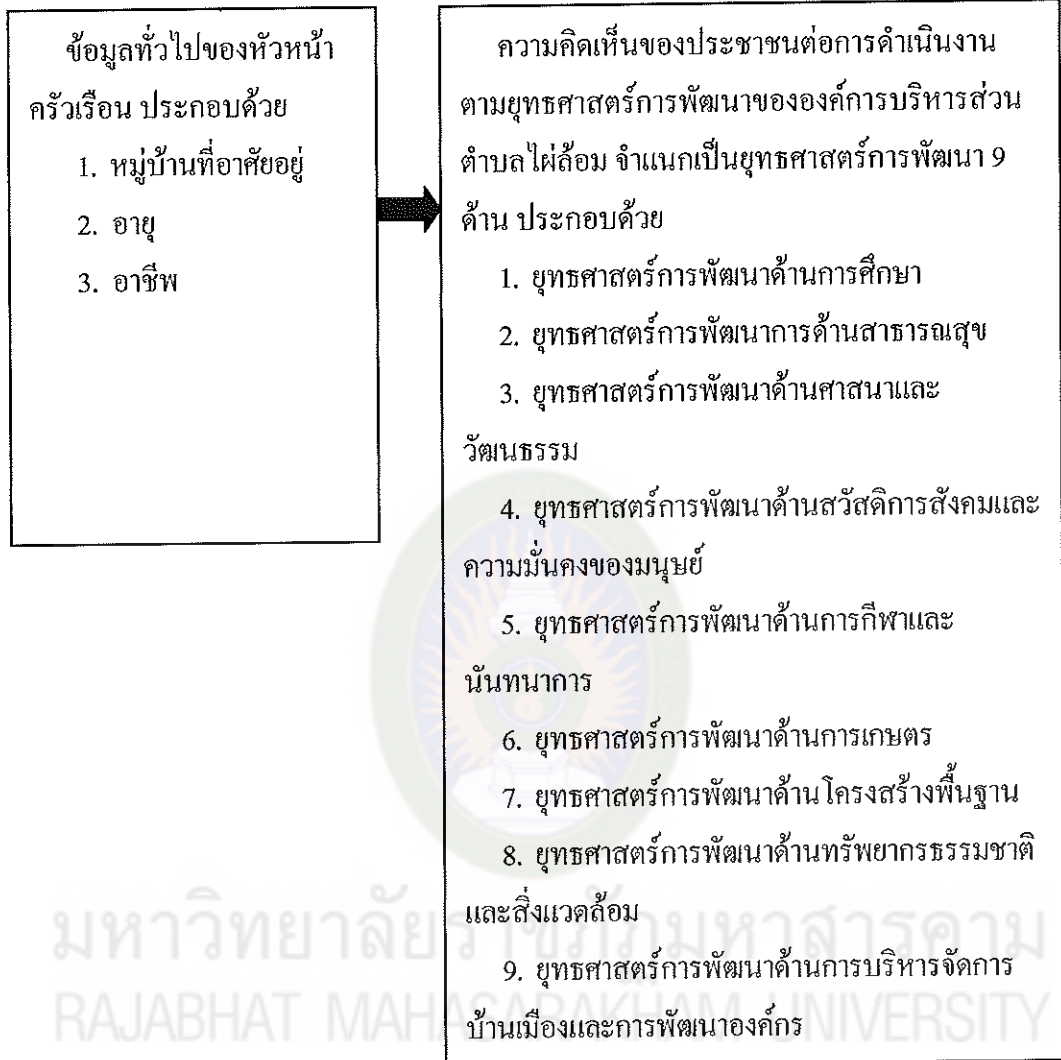 ข้อมูลทั่วไปของหัวหน้า
ครัวเรือน ประกอบด้วย
1. หมู่บ้านที่อาศัยอยู่
2. อายุ
3. อาชีพ
ความคิดเห็นของประชาชนต่อการดำเนินงาน
ตามยุทธศาสตร์การพัฒนาขององค์การบริหารส่วน
ตำบลไผ่ล้อม จำแนกเป็นยุทธศาสตร์การพัฒนา 9
ด้าน ประกอบด้วย
1. ยุทธศาสตร์การพัฒนาด้านการศึกษา
2. ยุทธศาสตร์การพัฒนาการด้านสาธารณสุข
3. ยุทธศาสตร์การพัฒนาด้านศาสนาและ
วัฒนธรรม
4. ยุทธศาสตร์การพัฒนาด้านสวัสดิการสังคมและ
ความมั่นคงของมนุษย์
5. ยุทธศาสตร์การพัฒนาด้านการกีฬาและ
นันทนาการ
6. ยุทธศาสตร์การพัฒนาด้านการเกษตร
7. ยุทธศาสตร์การพัฒนาด้านโครงสร้างพื้นฐาน
8. ยุทธศาสตร์การพัฒนาด้านทรัพยากรธรรมชาติ
และสิ่งแวดล้อม
9. ยุทธศาสตร์การพัฒนาด้านการบริหารจัดการ
บ้านเมืองและการพัฒนาองค์กร
มหาวิทยาลัยราชภัฏมหาสารคาม
RAJABHAT MAHASARAKHAM UNIVERSITY